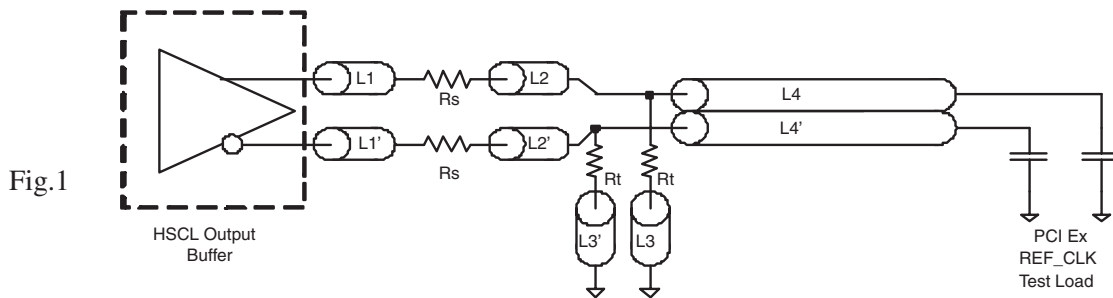 L1
Rs
L2
L4
L1'
Rs
L2'
L4'
Rt
Rt
L3'
L3
Fig.1
HSCL Output
Buffer
PCI Ex
REF_CLK
Test Load